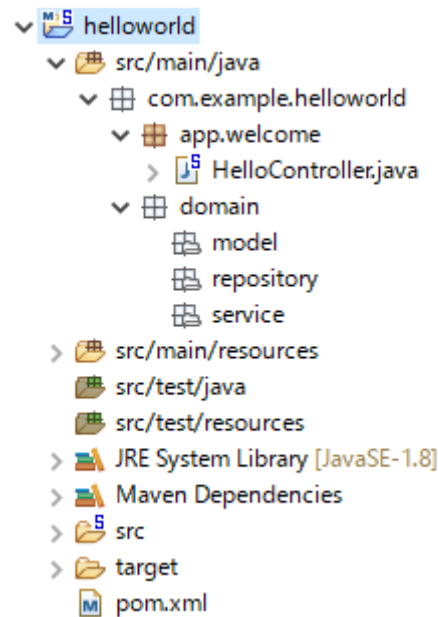 helloworld
src/main/java
com.example.helloworld
app.welcome
HelloController.java
domain
model
repository
service
src/main/resources
src/test/java
src/test/resources
JRE System Library [JavaSE-1.8]
Maven Dependencies
src
target
pom.xml